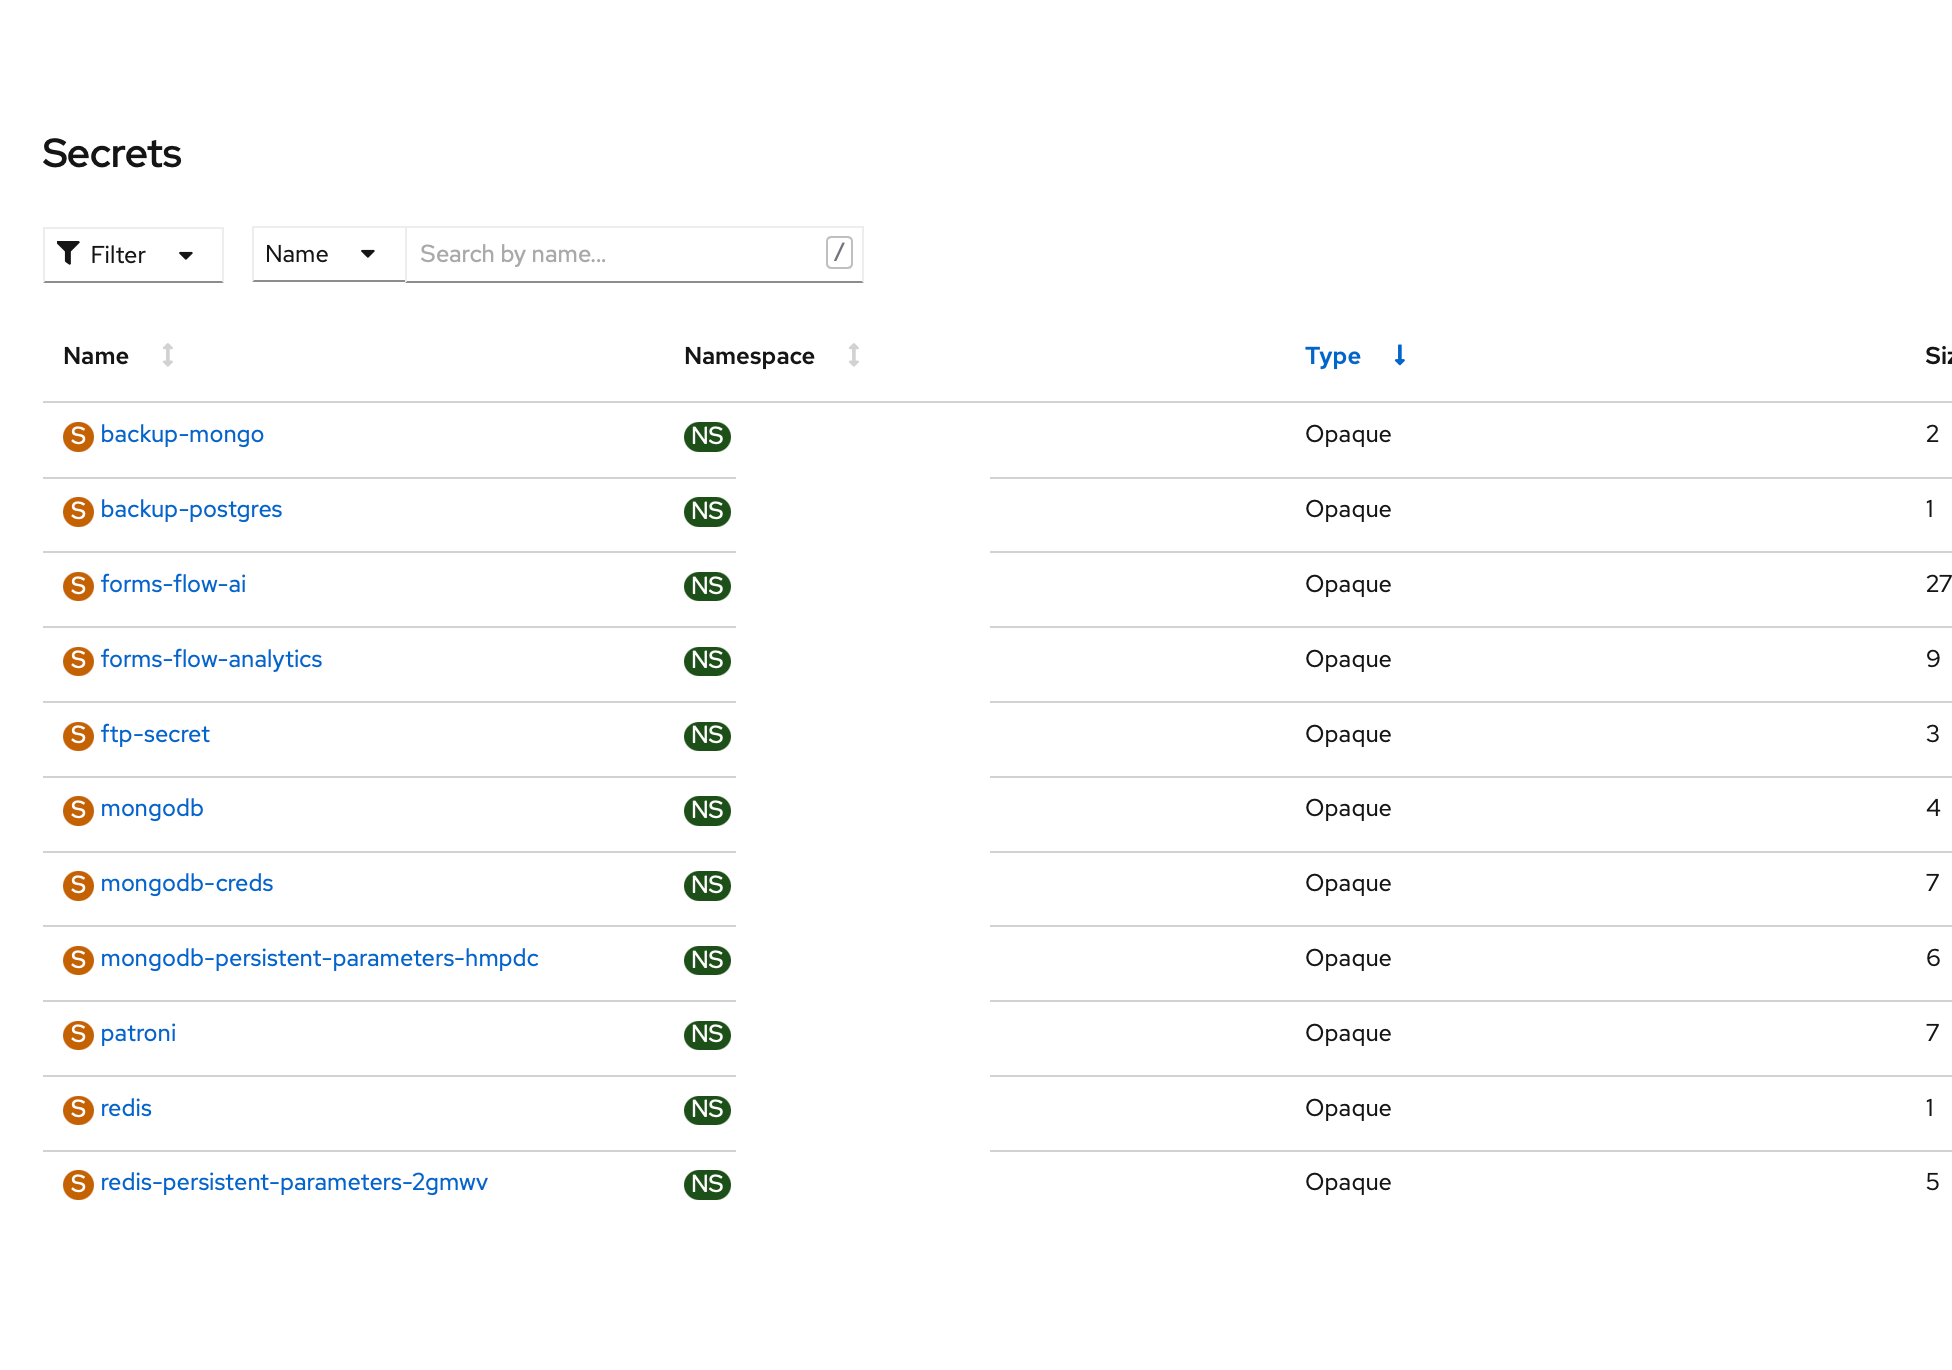 Secrets
Filter Name Search by name... /
Name Namespace Type
S backup-mongo NS Opaque 2
S backup-postgres NS Opaque 1
S forms-flow-ai NS Opaque 27
S forms-flow-analytics NS Opaque 9
S ftp-secret NS Opaque 3
S mongodb NS Opaque 4
S mongodb-creds NS Opaque 7
S mongodb-persistent-parameters-hmpdc NS Opaque 6
S patroni NS Opaque 7
S redis NS Opaque 1
S redis-persistent-parameters-2gmwv NS Opaque 5